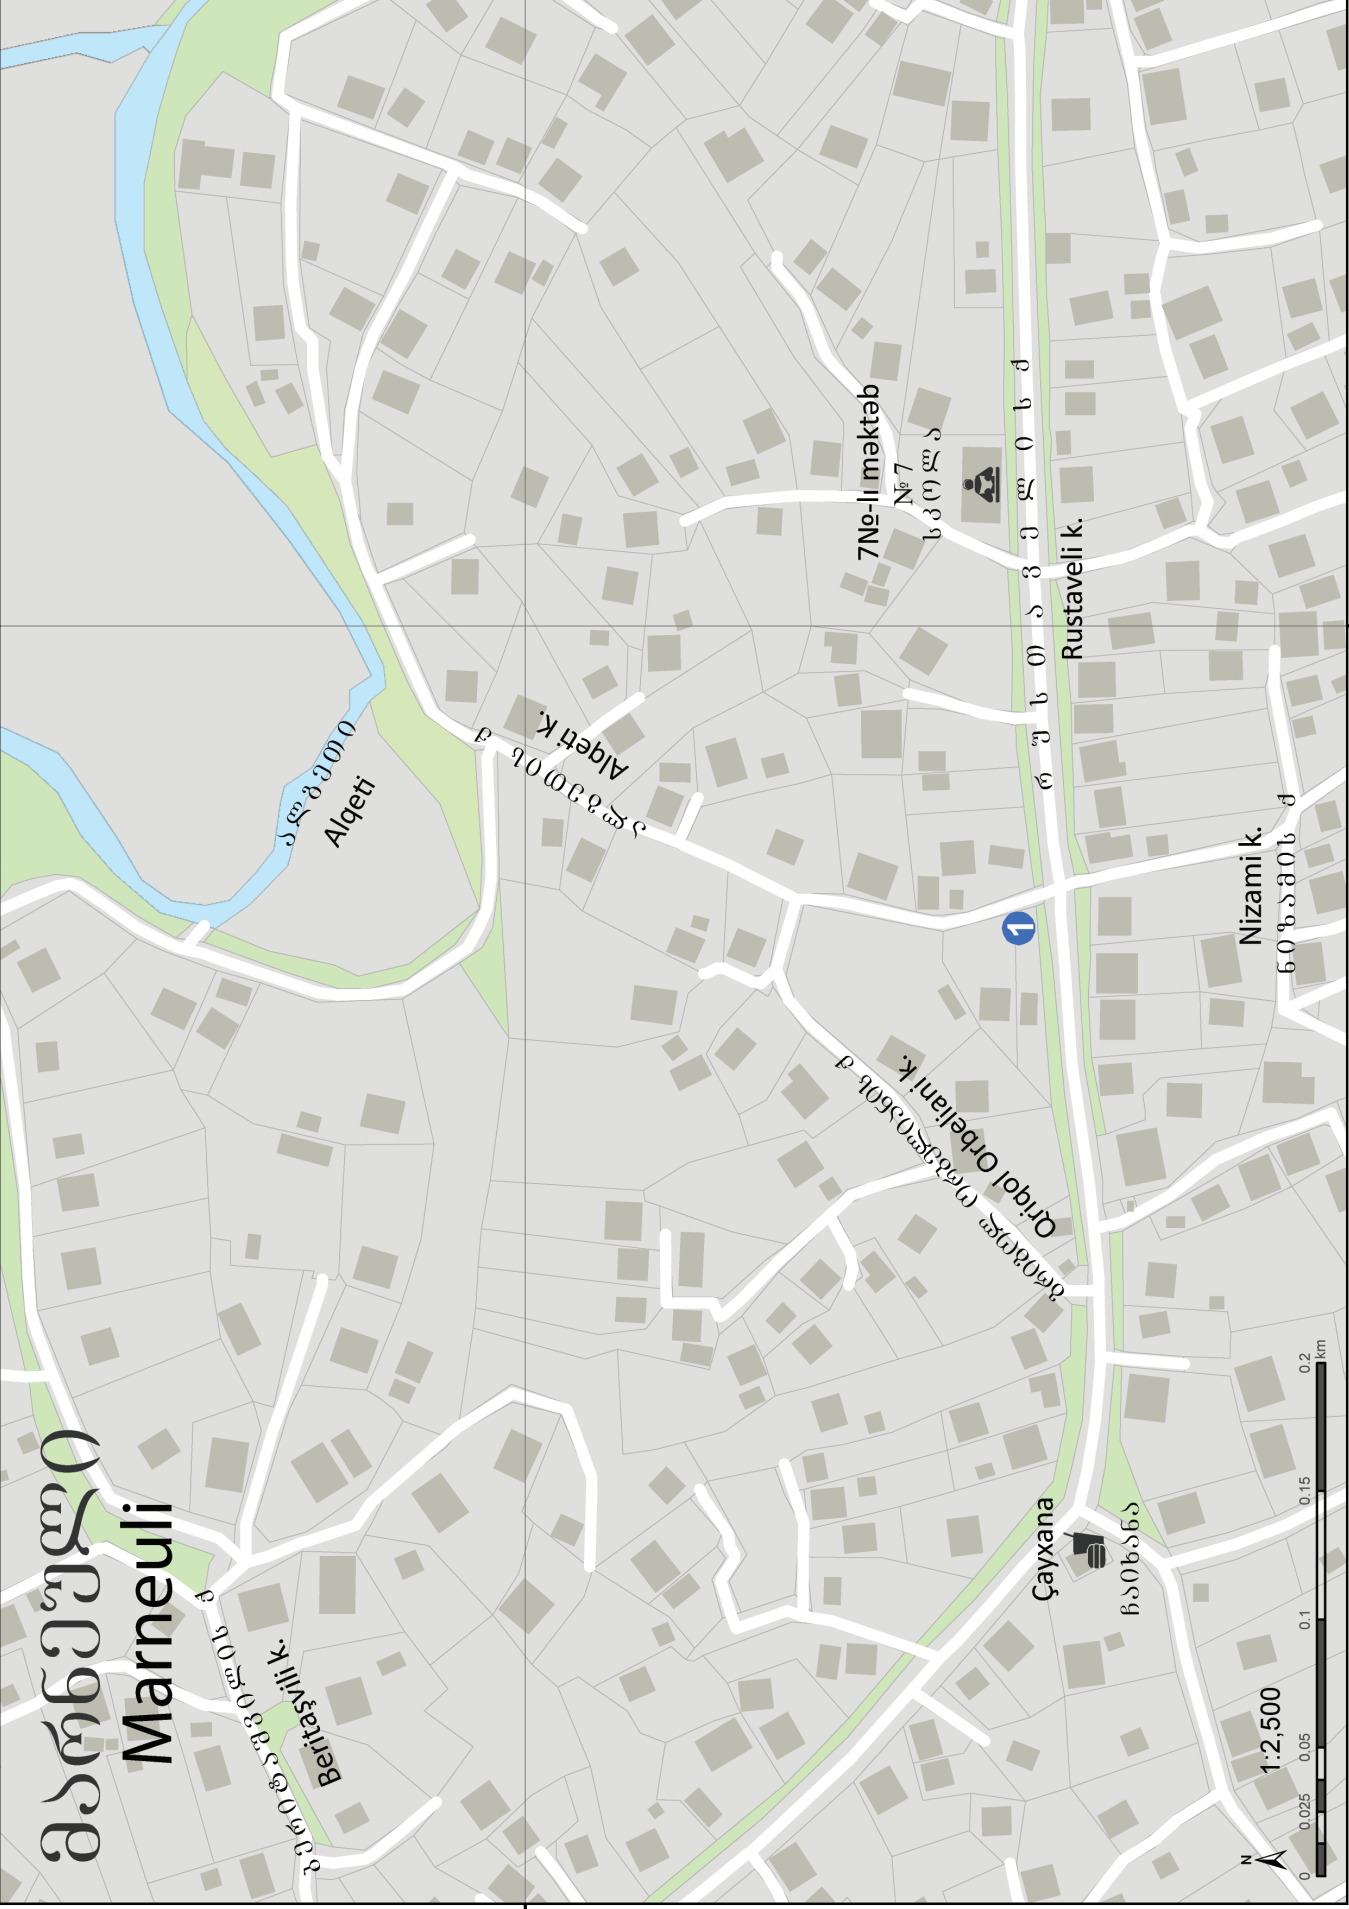 მარნეული
Marneuli
ალგეთი
Alqeti
ალგეთის ქ
Alqeti k.
7№-li məktəb
№ 7
სკოლა
რუსთაველის ქ
Rustaveli k.
1
Nizami k.
ნიზამის ქ
გრიგოლ ორბელიანის ქ
Qriqol Orbeliani k.
Çayxana
ჩაიხანა
ბერიტაშვილის ქ
Beritaşvili k.
1:2,500
0 0.025 0.05 0.1 0.15 0.2
km
N